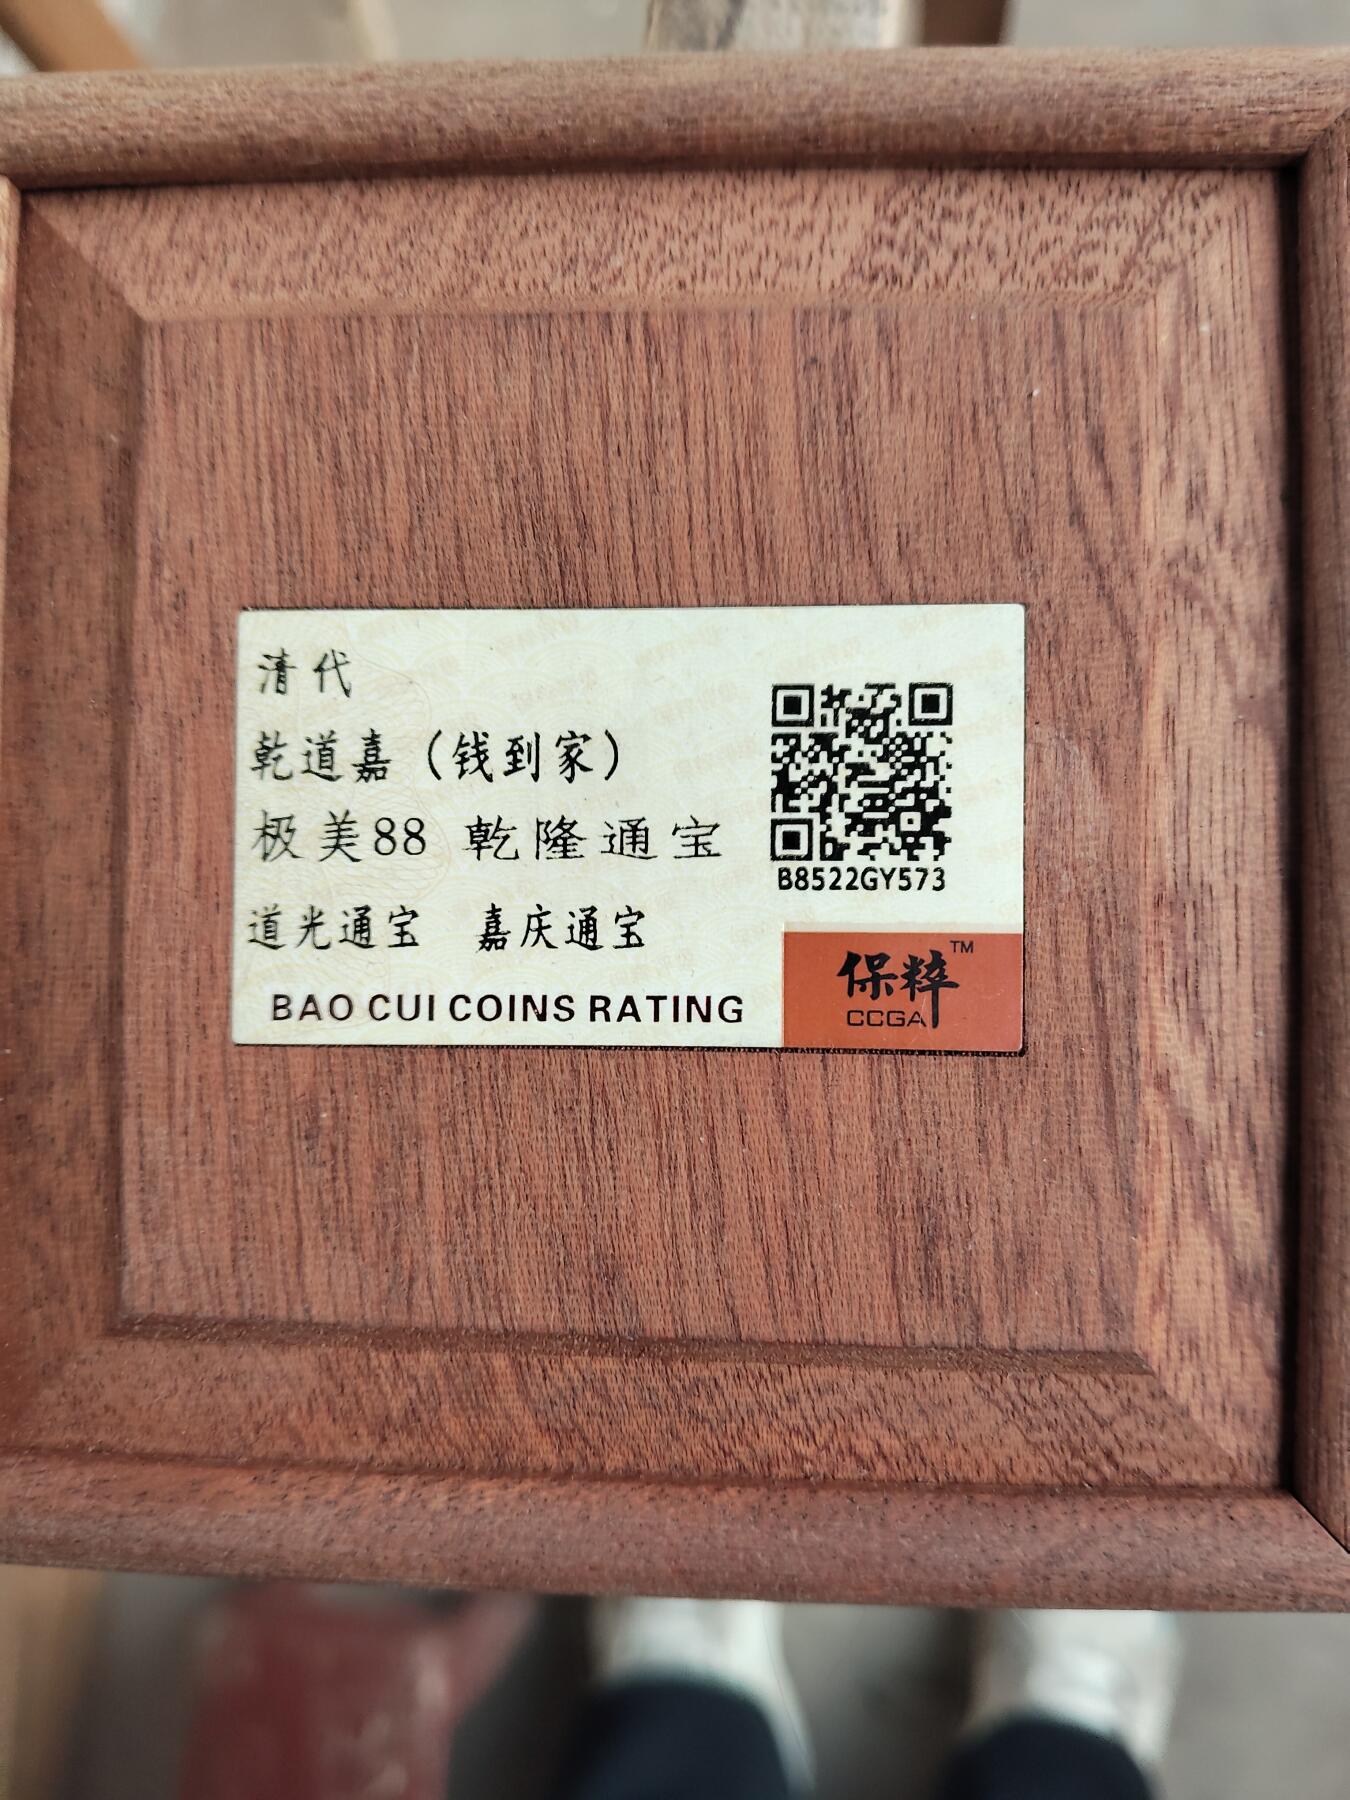 清代
乾道嘉（钱到家）
极美88 乾隆通宝
道光通宝 嘉庆通宝
BAO CUI COINS RATING
B8522GY573
保粹™
CCGA